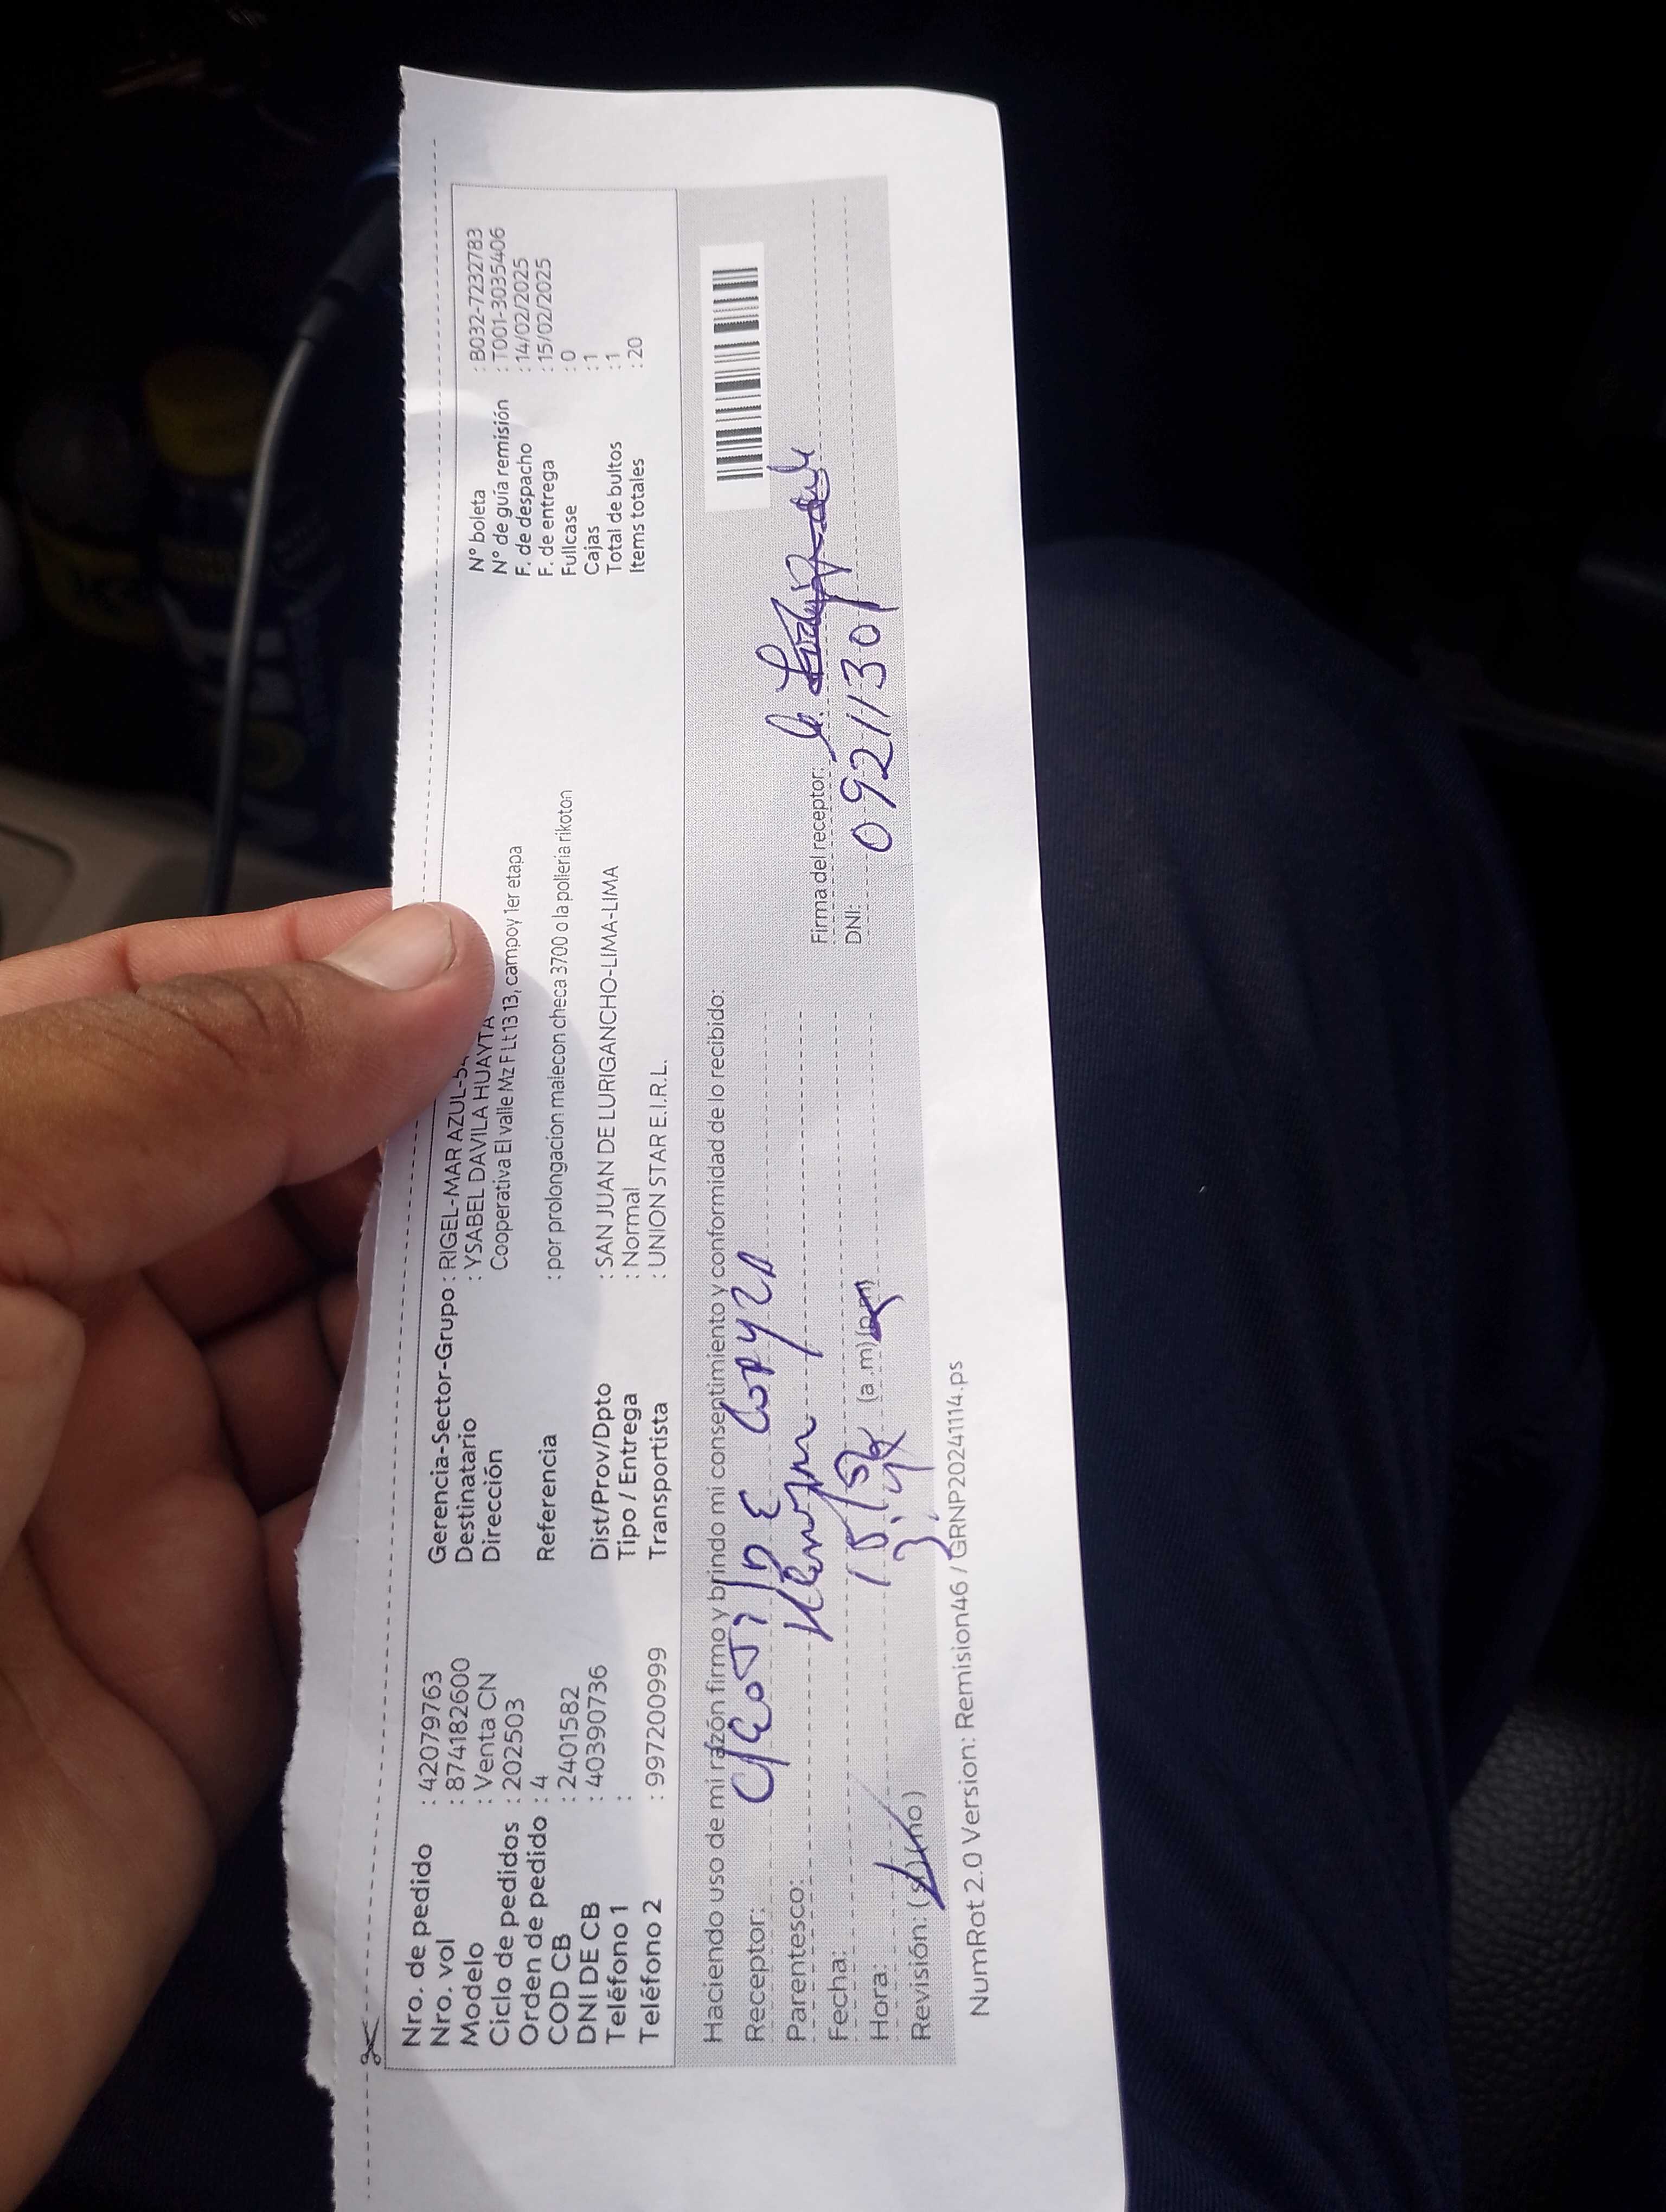 Nro. de pedido : 42079763
Nro. vol : 874182600
Modelo : Venta CN
Ciclo de pedidos : 202503
Orden de pedido : 4
COD CB : 2401582
DNI DE CB : 40390736
Teléfono 1 :
Teléfono 2 : 997200999
Gerencia-Sector-Grupo : RIGEL-MAR AZUL-
Destinatario : YSABEL DAVILA HUAYTA
Dirección Cooperativa El valle Mz F Lt 13 13, campoy 1er etapa
Referencia : por prolongacion malecon checa 3700 o la polleria rikoton
Dist/Prov/Dpto : SAN JUAN DE LURIGANCHO-LIMA-LIMA
Tipo / Entrega : Normal
Transportista : UNION STAR E.I.R.L.
N° boleta : B032-7232783
N° de guía remisión : T001-3035406
F. de despacho : 14/02/2025
F. de entrega : 15/02/2025
Fullcase : 0
Cajas : 1
Total de bultos : 1
Items totales : 20
Haciendo uso de mi razón firmo y brindo mi consentimiento y conformidad de lo recibido:
Receptor:
Parentesco:
Fecha:
Hora: (a.m)(pm)
Revisión: (si/no)
Firma del receptor:
DNI:
NumRot 2.0 Version: Remision46 / GRNP20241114.ps